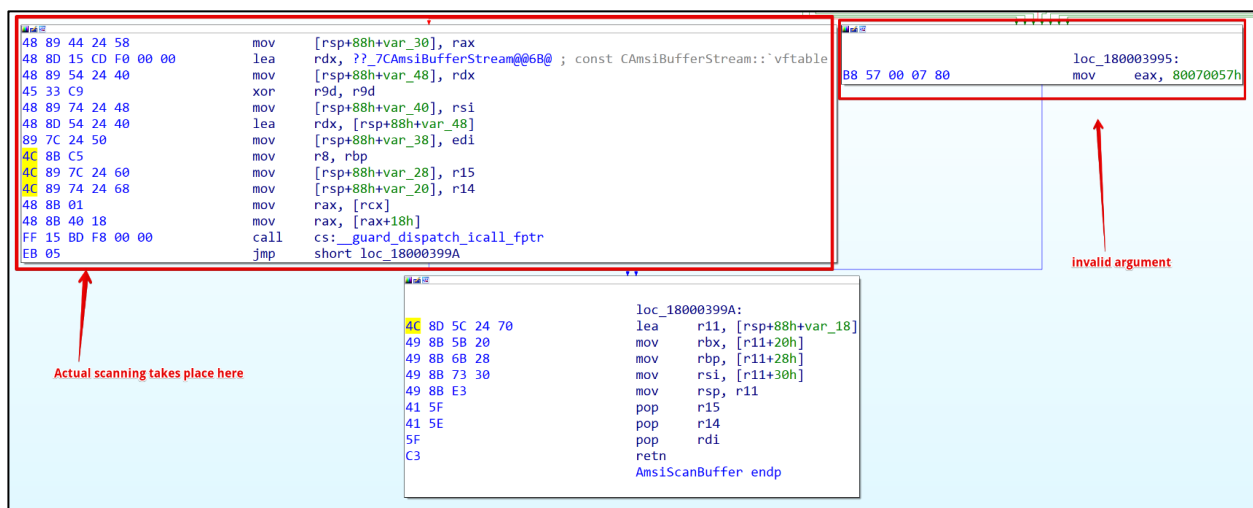 48 89 44 24 58 mov [rsp+88h+var_30], rax
48 8D 15 CD F0 00 00 lea rdx, ??_7CAmsiBufferStream@@6B@ ; const CAmsiBufferStream::`vftable
48 89 54 24 40 mov [rsp+88h+var_48], rdx
45 33 C9 xor r9d, r9d
48 89 74 24 48 mov [rsp+88h+var_40], rsi
48 8D 54 24 40 lea rdx, [rsp+88h+var_48]
89 7C 24 50 mov [rsp+88h+var_38], edi
4C 8B C5 mov r8, rbp
4C 89 7C 24 60 mov [rsp+88h+var_28], r15
4C 89 74 24 68 mov [rsp+88h+var_20], r14
48 8B 01 mov rax, [rcx]
48 8B 40 18 mov rax, [rax+18h]
FF 15 BD F8 00 00 call cs:__guard_dispatch_icall_fptr
EB 05 jmp short loc_18000399A
loc_180003995:
B8 57 00 07 80 mov eax, 80070057h
invalid argument
Actual scanning takes place here
loc_18000399A:
4C 8D 5C 24 70 lea r11, [rsp+88h+var_18]
49 8B 5B 20 mov rbx, [r11+20h]
49 8B 6B 28 mov rbp, [r11+28h]
49 8B 73 30 mov rsi, [r11+30h]
49 8B E3 mov rsp, r11
41 5F pop r15
41 5E pop r14
5F pop rdi
C3 retn
AmsiScanBuffer endp